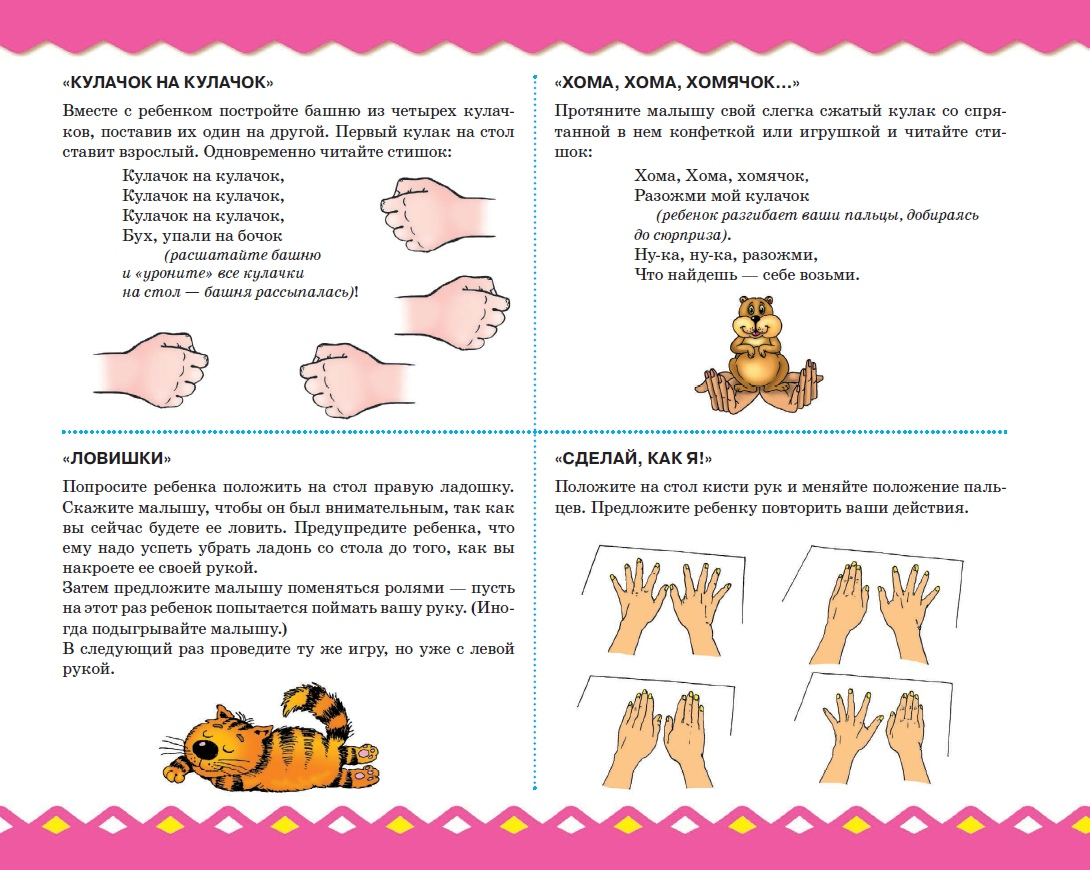 «КУЛАЧОК НА КУЛАЧОК»
Вместе с ребенком постройте башню из четырех кулач-
ков, поставив их один на другой. Первый кулак на стол
ставит взрослый. Одновременно читайте стишок:
Кулачок на кулачок,
Кулачок на кулачок,
Кулачок на кулачок,
Бух, упали на бочок
(расшатайте башню
и «уроните» все кулачки
на стол — башня рассыпалась)!
«ХОМА, ХОМА, ХОМЯЧОК...»
Протяните малышу свой слегка сжатый кулак со спря-
танной в нем конфеткой или игрушкой и читайте сти-
шок:
Хома, Хома, хомячок,
Разожми мой кулачок
(ребенок разгибает ваши пальцы, добираясь
до сюрприза).
Ну-ка, ну-ка, разожми,
Что найдешь — себе возьми.
«ЛОВИШКИ»
Попросите ребенка положить на стол правую ладошку.
Скажите малышу, чтобы он был внимательным, так как
вы сейчас будете ее ловить. Предупредите ребенка, что
ему надо успеть убрать ладонь со стола до того, как вы
накроете ее своей рукой.
Затем предложите малышу поменяться ролями — пусть
на этот раз ребенок попытается поймать вашу руку. (Ино-
гда подыгрывайте малышу.)
В следующий раз проведите ту же игру, но уже с левой
рукой.
«СДЕЛАЙ, КАК Я!»
Положите на стол кисти рук и меняйте положение паль-
цев. Предложите ребенку повторить ваши действия.